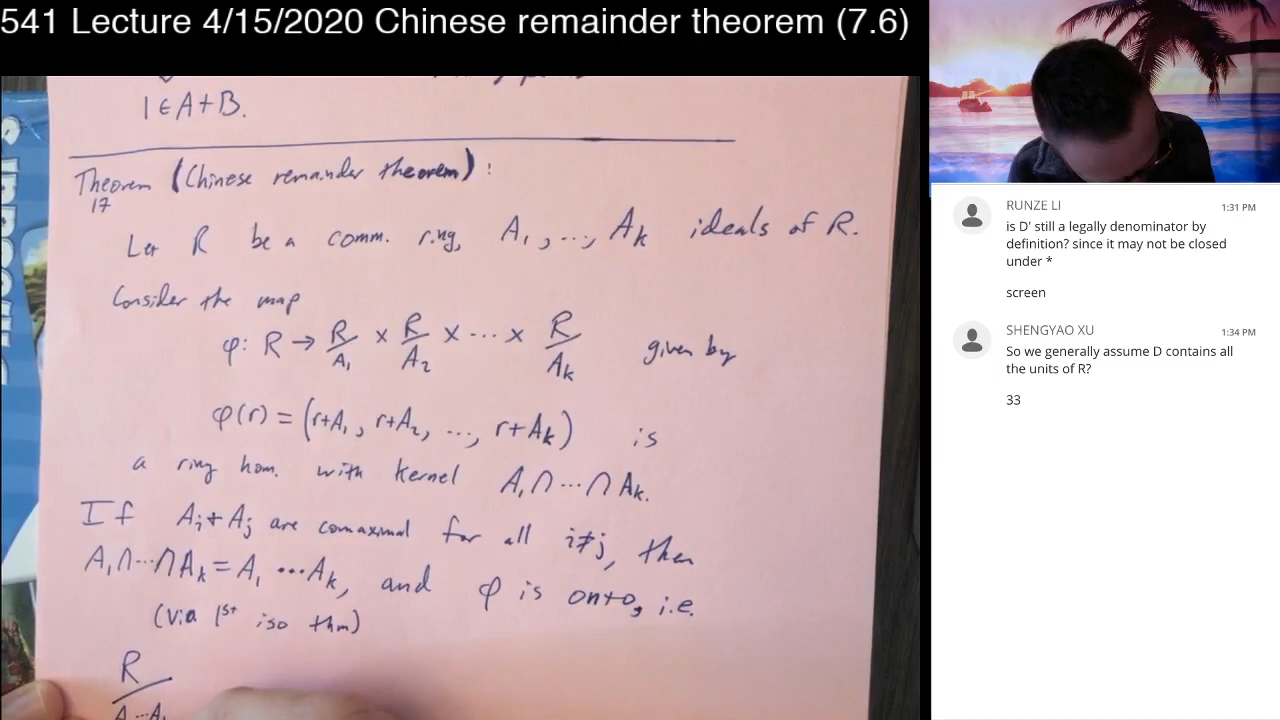 541 Lecture 4/15/2020 Chinese remainder theorem (7.6)
1 ∈ A+B.
Theorem (Chinese remainder theorem):
17
Let R be a comm. ring, A₁, ..., Aₖ ideals of R.
Consider the map
φ: R → R/A₁ × R/A₂ × ... × R/Aₖ given by
φ(r) = (r+A₁, r+A₂, ..., r+Aₖ) is
a ring hom. with kernel A₁∩...∩Aₖ.
If Aᵢ + Aⱼ are comaximal for all i≠j, then
A₁∩...∩Aₖ = A₁ ...Aₖ, and φ is onto, i.e.
(via 1st iso thm)
R
RUNZE LI 1:31 PM
is D' still a legally denominator by
definition? since it may not be closed
under *
screen
SHENGYAO XU 1:34 PM
So we generally assume D contains all
the units of R?
33